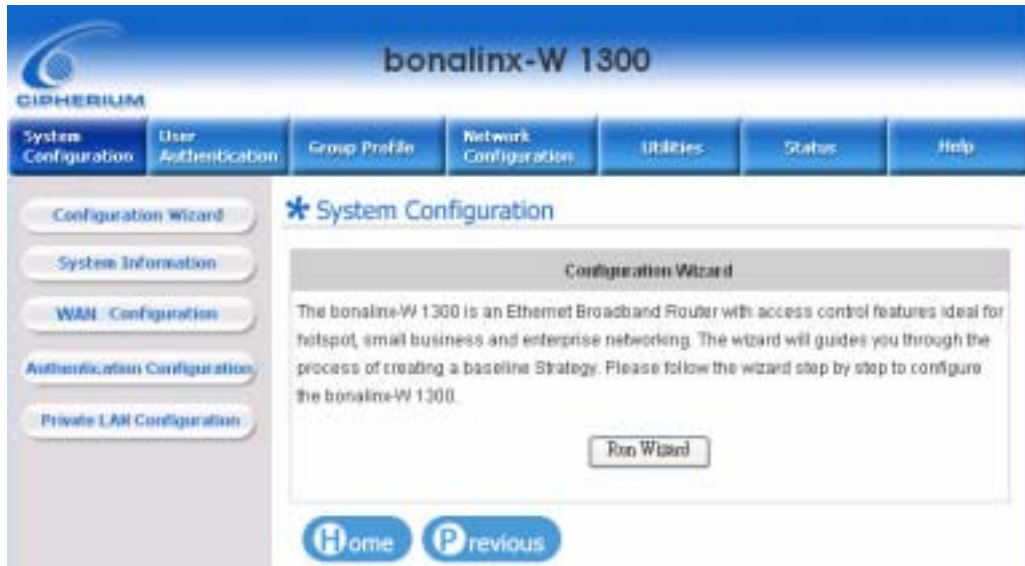 bonalinx-W 1300
CIPHERIUM
System Configuration
User Authentication
Group Profile
Network Configuration
Utilities
Status
Help
Configuration Wizard
System Information
WAN Configuration
Authentication Configuration
Private LAN Configuration
System Configuration
Configuration Wizard
The bonalinx-W 1300 is an Ethernet Broadband Router with access control features ideal for
hotspot, small business and enterprise networking. The wizard will guides you through the
process of creating a baseline Strategy. Please follow the wizard step by step to configure
the bonalinx-W 1300.
Run Wizard
Home
Previous